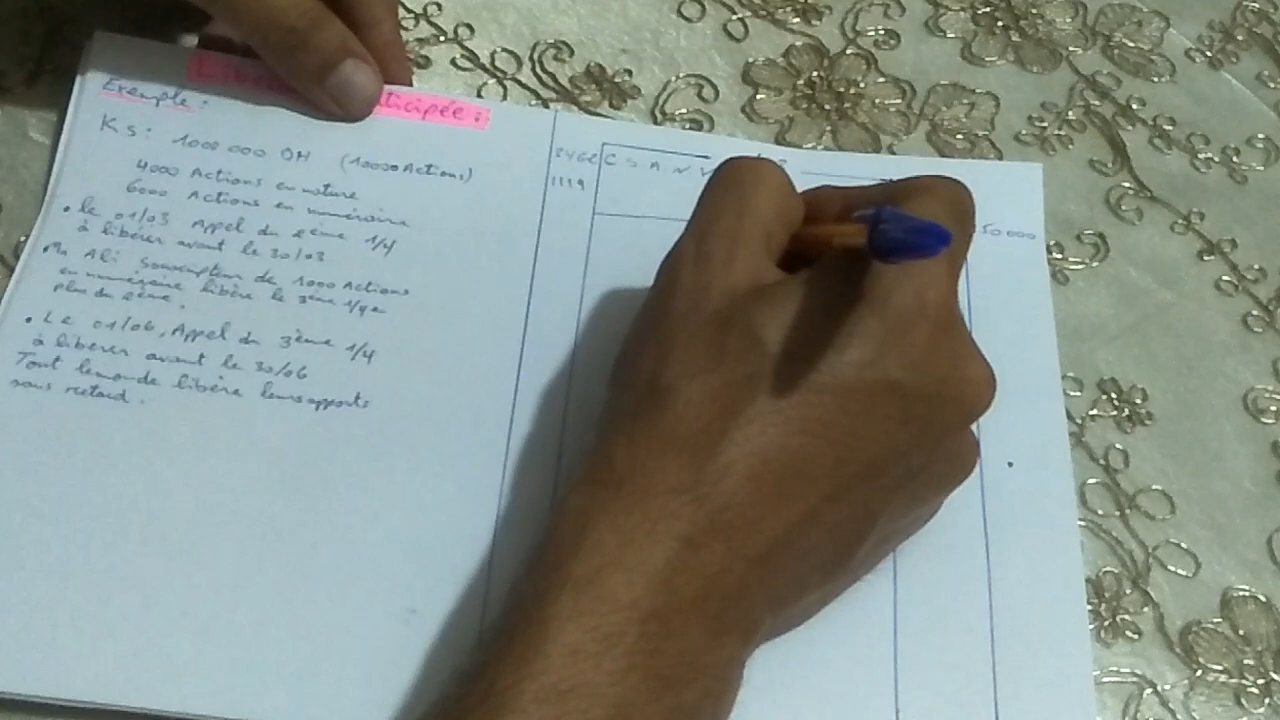 ticipée :
Exemple :
Ks : 1000 000 DH (10000 Actions)
4000 Actions en nature
6000 Actions en numéraire
• Le 01/03 Appel du 2ème 1/4
à libérer avant le 30/03
Mr Ali souscripteur de 1000 Actions
en numéraire libère le 3ème 1/4 en
plus du 2ème.
• Le 01/06, Appel du 3ème 1/4
à libérer avant le 30/06
Tout le monde libère leurs apports
sans retard.
C S A N V
1119
50 000